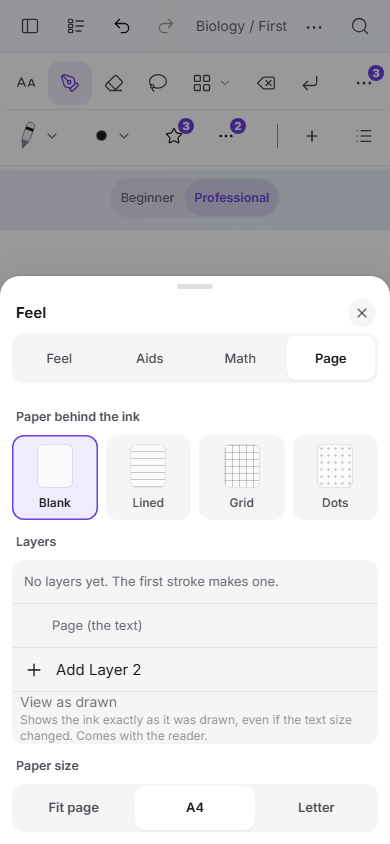 Biology / First
AA
3
3
2
Beginner
Professional
Feel
Feel
Aids
Math
Page
Paper behind the ink
Blank
Lined
Grid
Dots
Layers
No layers yet. The first stroke makes one.
Page (the text)
Add Layer 2
View as drawn
Shows the ink exactly as it was drawn, even if the text size
changed. Comes with the reader.
Paper size
Fit page
A4
Letter